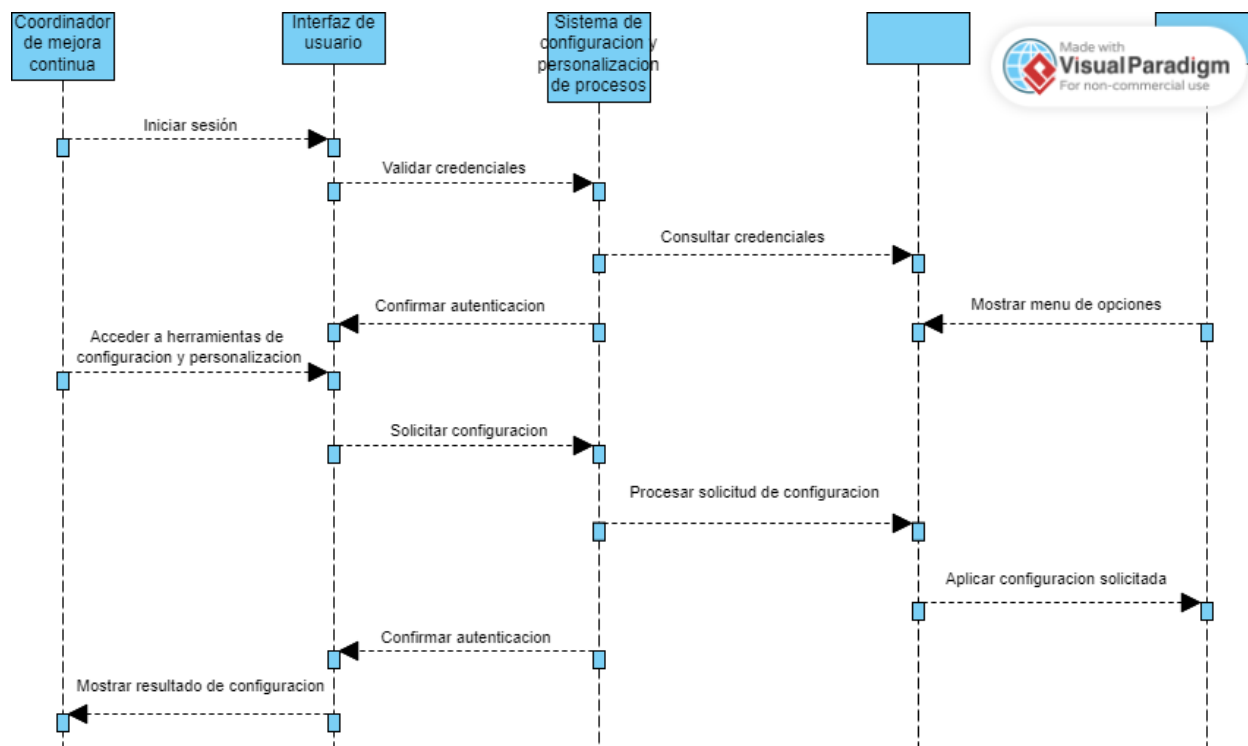 Coordinador
de mejora
continua
Interfaz de
usuario
Sistema de
configuracion y
personalizacion
de procesos
Made with
Visual Paradigm
For non-commercial use
Iniciar sesión
Validar credenciales
Consultar credenciales
Confirmar autenticacion
Mostrar menu de opciones
Acceder a herramientas de
configuracion y personalizacion
Solicitar configuracion
Procesar solicitud de configuracion
Aplicar configuracion solicitada
Confirmar autenticacion
Mostrar resultado de configuracion